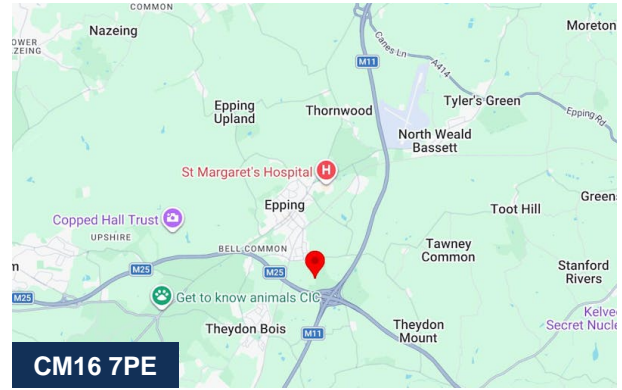 COMMON
Nazeing
OWER
ZEING
Moreton
Canes Ln
M11
A414
Epping
Upland
Thornwood
Tyler's Green
Epping Rd
North Weald
Bassett
St Margaret's Hospital
H
Epping
Copped Hall Trust
UPSHIRE
Toot Hill
Green
BELL COMMON
Tawney
Common
M25
M25
M25
Stanford
Rivers
Get to know animals CIC
Kelve
Secret Nucle
Theydon Bois
M11
Theydon
Mount
CM16 7PE